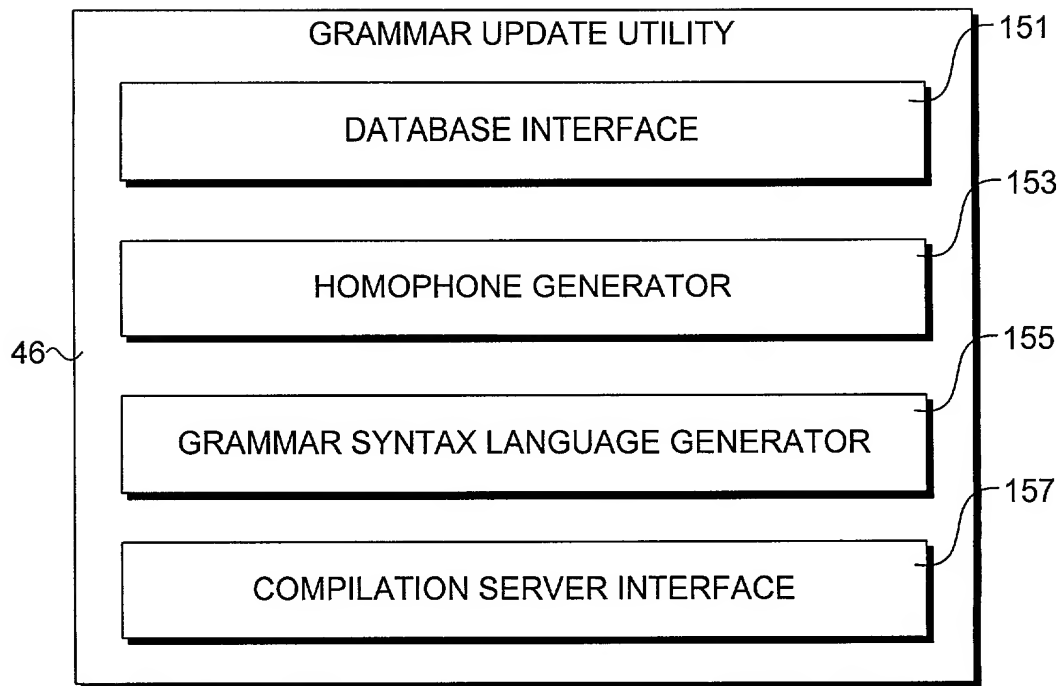 GRAMMAR UPDATE UTILITY
151
DATABASE INTERFACE
153
HOMOPHONE GENERATOR
46
155
GRAMMAR SYNTAX LANGUAGE GENERATOR
157
COMPILATION SERVER INTERFACE